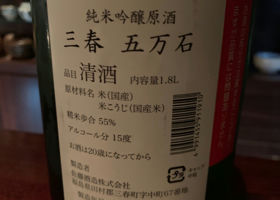 純米吟醸原酒
三春 五万石
品目 清酒 内容量 1.8L
原材料名 米(国産)
米こうじ(国産米)
精米歩合 55%
アルコール分 15度
お酒は20歳になってから
製造者
佐藤酒造株式会社
福島県田村郡三春町字中町67番地